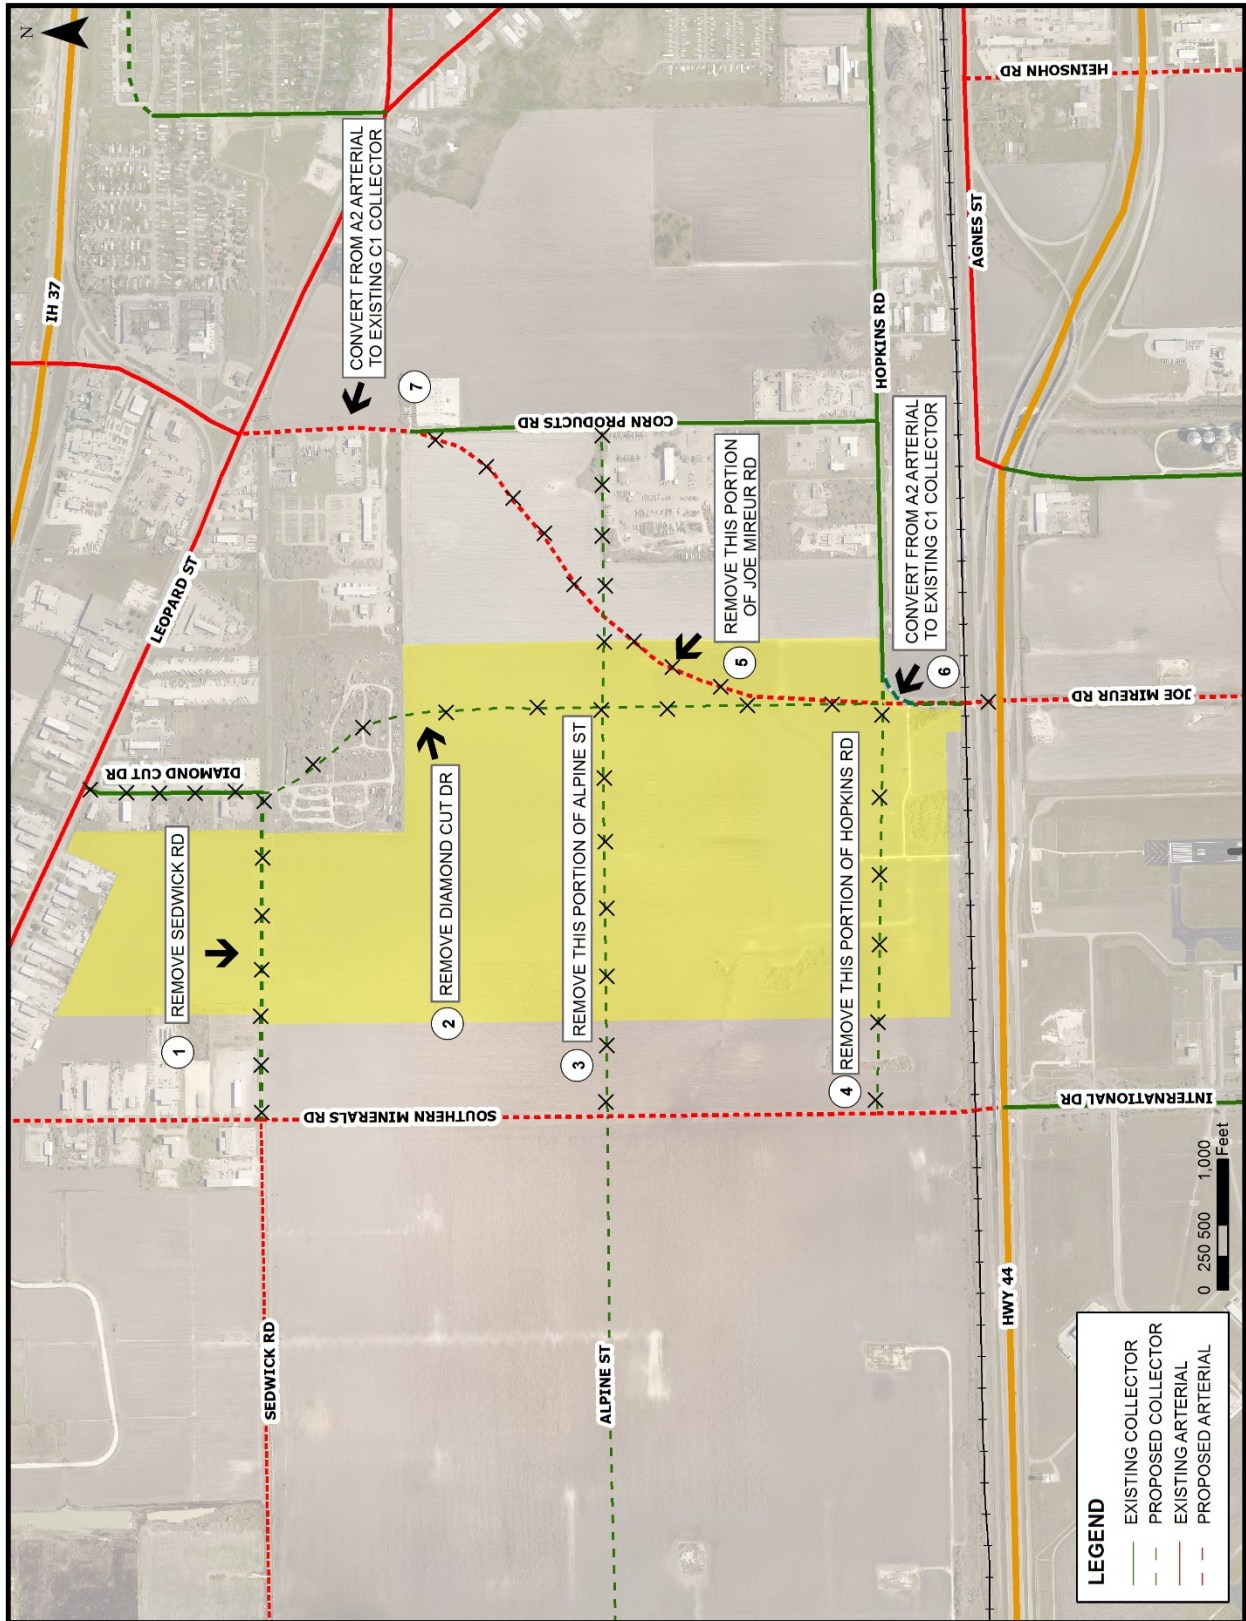 N
IH 37
LEOPARD ST
DIAMOND CUT DR
1
REMOVE SEDWICK RD
CONVERT FROM A2 ARTERIAL
TO EXISTING C1 COLLECTOR
7
SEDWICK RD
SOUTHERN MINERALS RD
2
REMOVE DIAMOND CUT DR
CORN PRODUCTS RD
3
REMOVE THIS PORTION OF ALPINE ST
ALPINE ST
5
REMOVE THIS PORTION
OF JOE MIREUR RD
4
REMOVE THIS PORTION OF HOPKINS RD
HOPKINS RD
6
CONVERT FROM A2 ARTERIAL
TO EXISTING C1 COLLECTOR
AGNES ST
HEINSOHN RD
HWY 44
INTERNATIONAL DR
JOE MIREUR RD
LEGEND
EXISTING COLLECTOR
PROPOSED COLLECTOR
EXISTING ARTERIAL
PROPOSED ARTERIAL
0 250 500 1,000
Feet